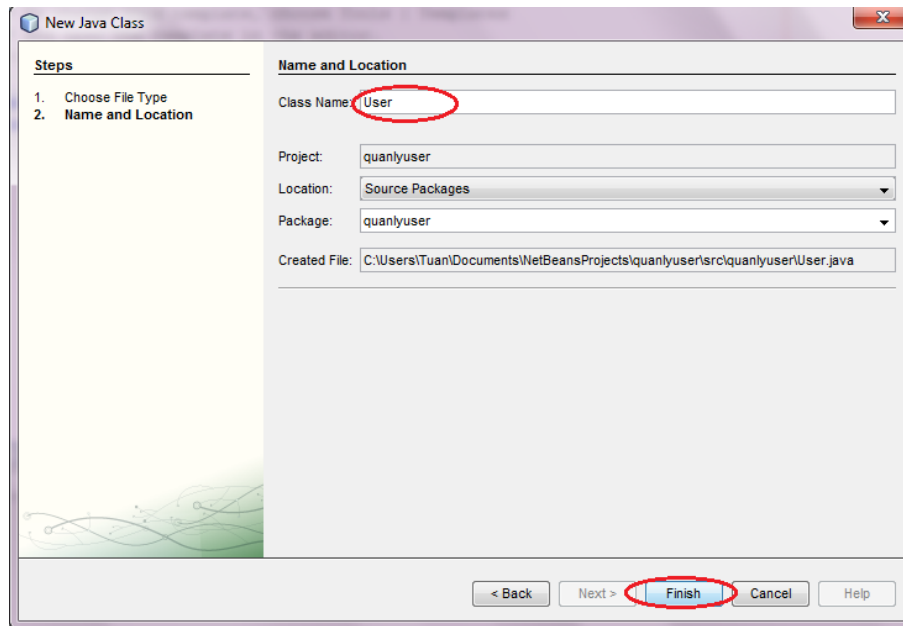 New Java Class
Steps
1. Choose File Type
2. Name and Location
Name and Location
Class Name: User
Project: quanlyuser
Location: Source Packages
Package: quanlyuser
Created File: C:\Users\Tuan\Documents\NetBeansProjects\quanlyuser\src\quanlyuser\User.java
< Back Next > Finish Cancel Help